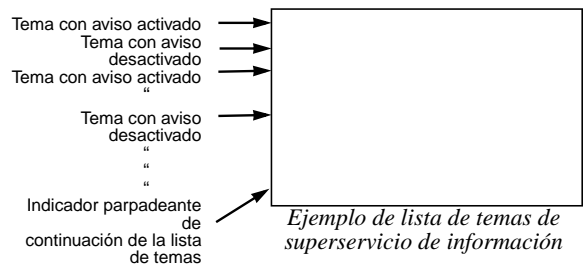 Tema con aviso activado
Tema con aviso
desactivado
Tema con aviso activado
“
Tema con aviso
desactivado
“
“
“
Indicador parpadeante
de
continuación de la lista
de temas
Ejemplo de lista de temas de
superservicio de información